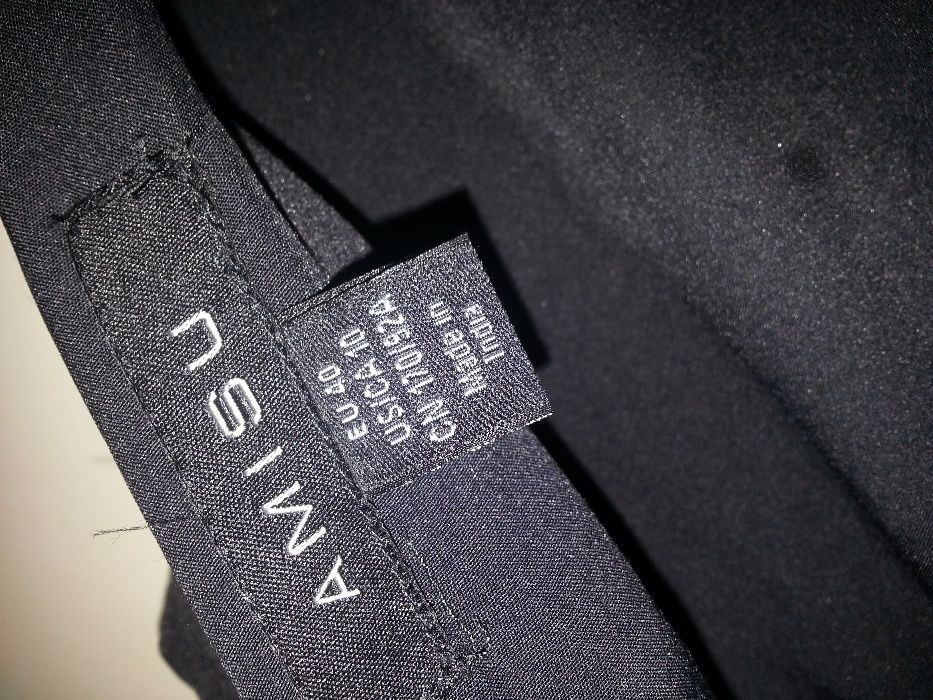 AMISU
EU 40
US/CA 10
CN 170/92A
Made in
India